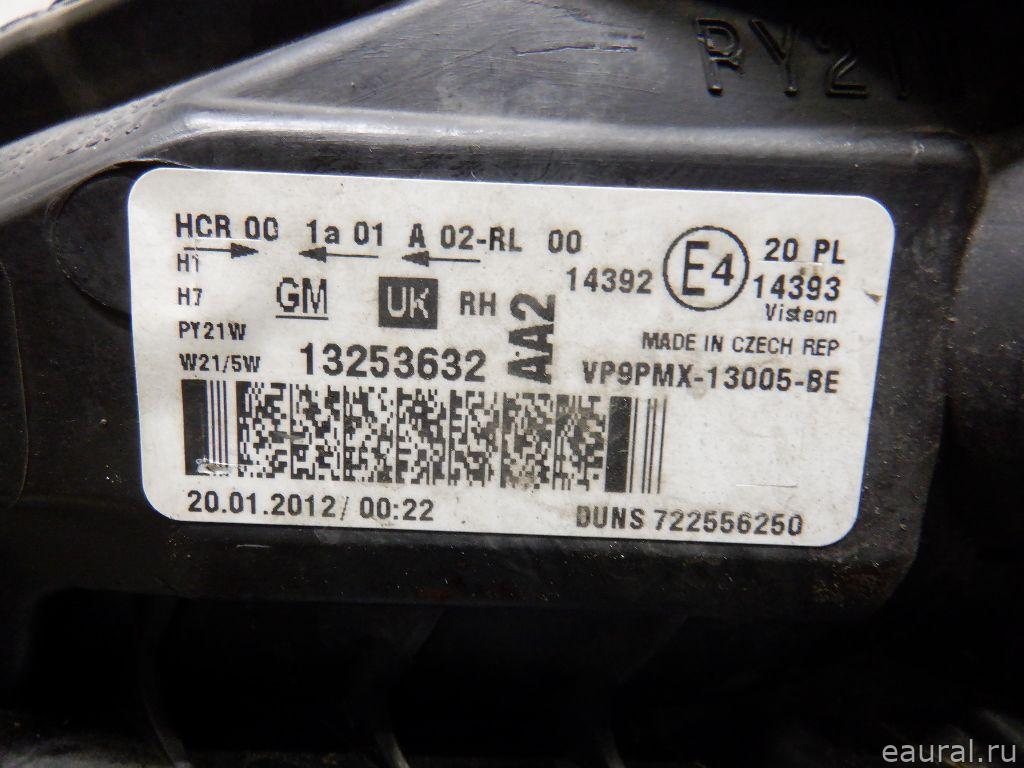 PY21W
HCR 00 1a 01 A 02-RL 00
H1
H7
PY21W
W21/5W
GM
UK
RH
AA2
13253632
14392
E4
20 PL
14393
Visteon
MADE IN CZECH REP
VP9PMX-13005-BE
20.01.2012/ 00:22
DUNS 722556250
eaural.ru